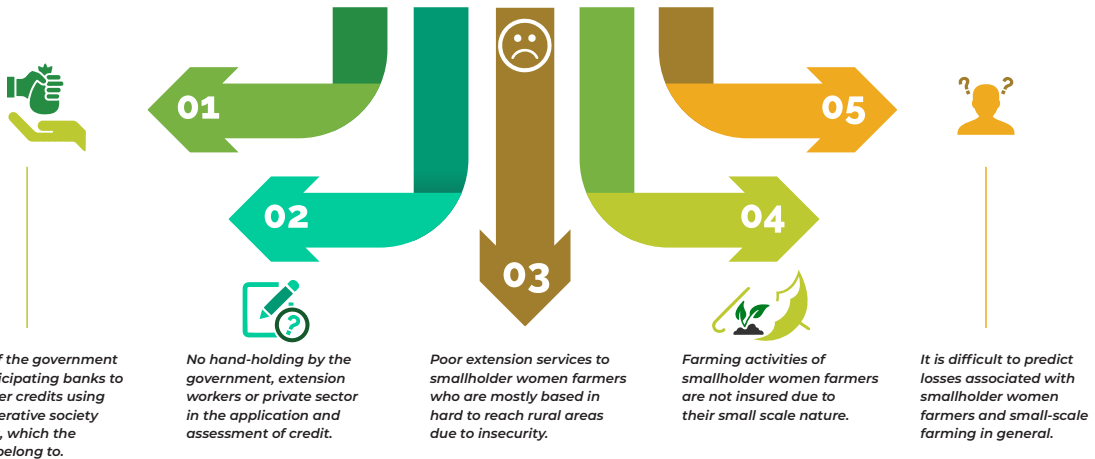 01
02
03
04
05
?
? ?
f the government
icipating banks to
er credits using
erative society
, which the
belong to.
No hand-holding by the
government, extension
workers or private sector
in the application and
assessment of credit.
Poor extension services to
smallholder women farmers
who are mostly based in
hard to reach rural areas
due to insecurity.
Farming activities of
smallholder women farmers
are not insured due to
their small scale nature.
It is difficult to predict
losses associated with
smallholder women
farmers and small-scale
farming in general.